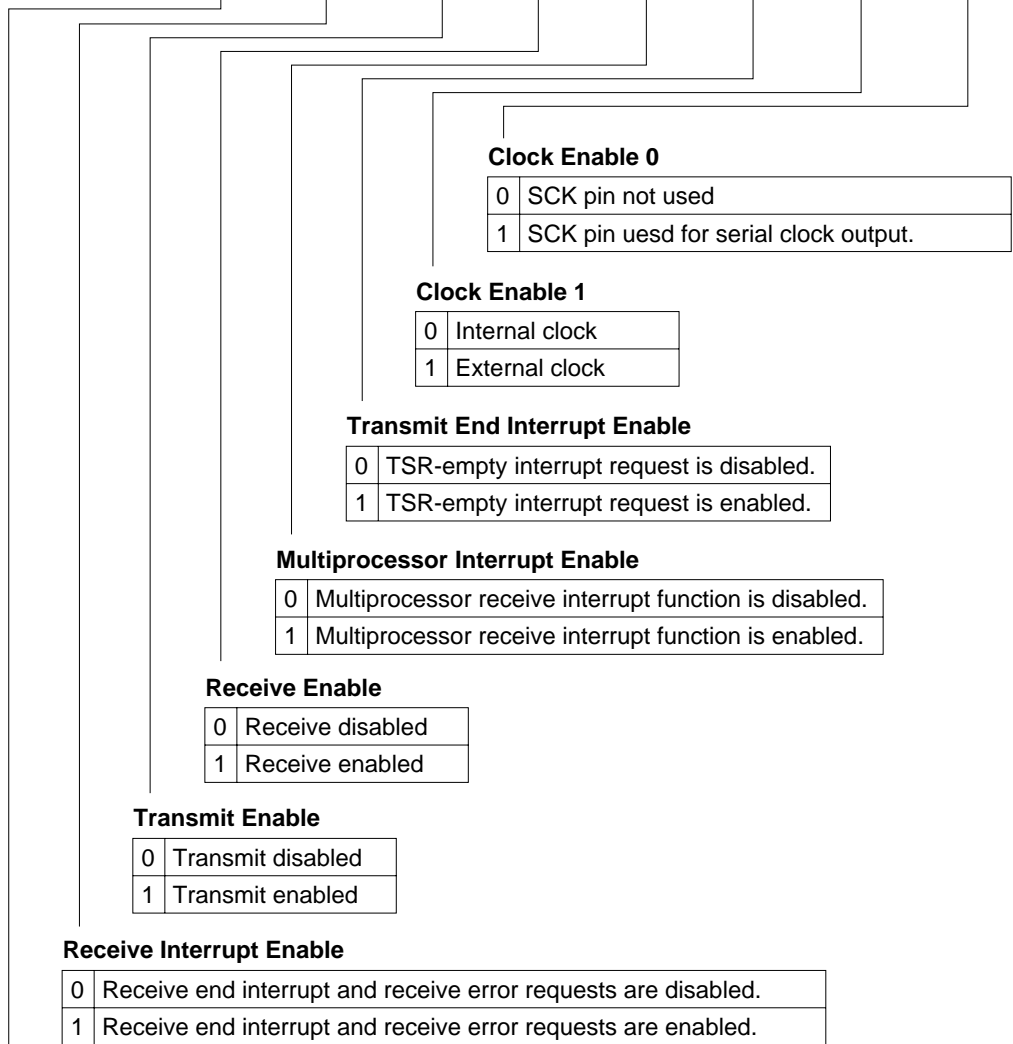 Clock Enable 0
0 SCK pin not used
1 SCK pin uesd for serial clock output.
Clock Enable 1
0 Internal clock
1 External clock
Transmit End Interrupt Enable
0 TSR-empty interrupt request is disabled.
1 TSR-empty interrupt request is enabled.
Multiprocessor Interrupt Enable
0 Multiprocessor receive interrupt function is disabled.
1 Multiprocessor receive interrupt function is enabled.
Receive Enable
0 Receive disabled
1 Receive enabled
Transmit Enable
0 Transmit disabled
1 Transmit enabled
Receive Interrupt Enable
0 Receive end interrupt and receive error requests are disabled.
1 Receive end interrupt and receive error requests are enabled.